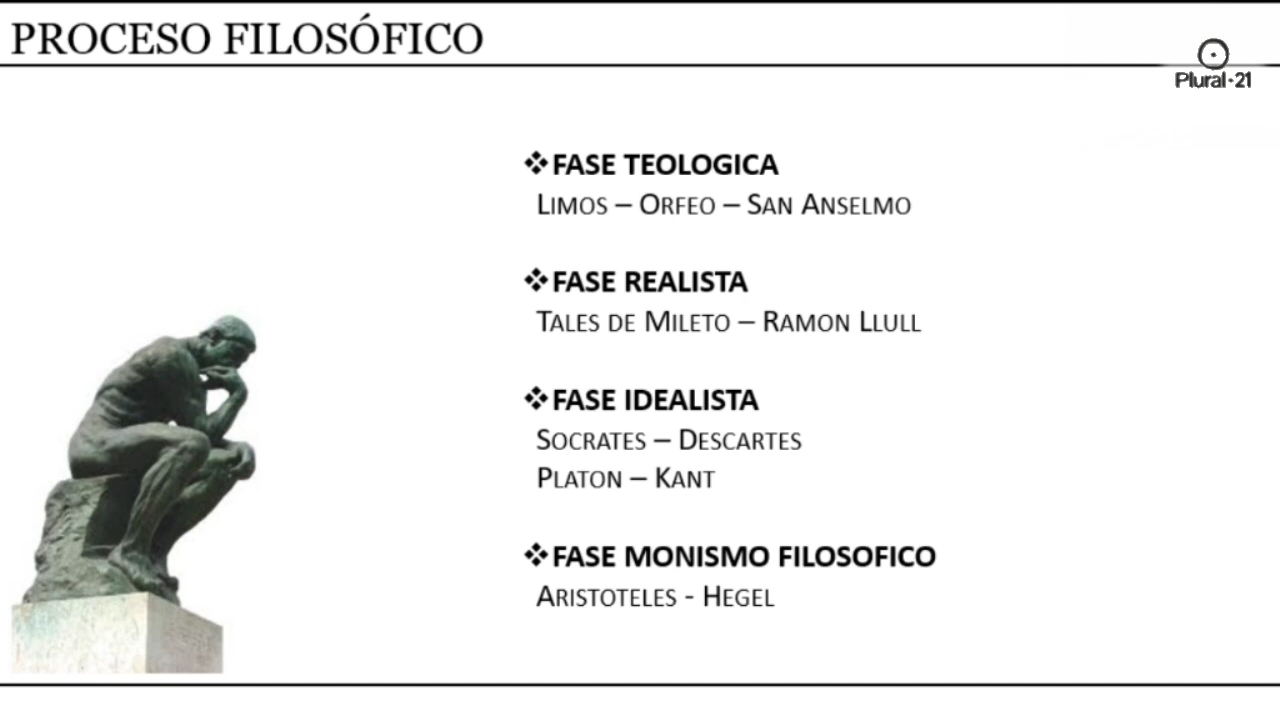 PROCESO FILOSÓFICO
Plural·21
❖FASE TEOLOGICA
LIMOS – ORFEO – SAN ANSELMO
❖FASE REALISTA
TALES DE MILETO – RAMON LLULL
❖FASE IDEALISTA
SOCRATES – DESCARTES
PLATON – KANT
❖FASE MONISMO FILOSOFICO
ARISTOTELES - HEGEL